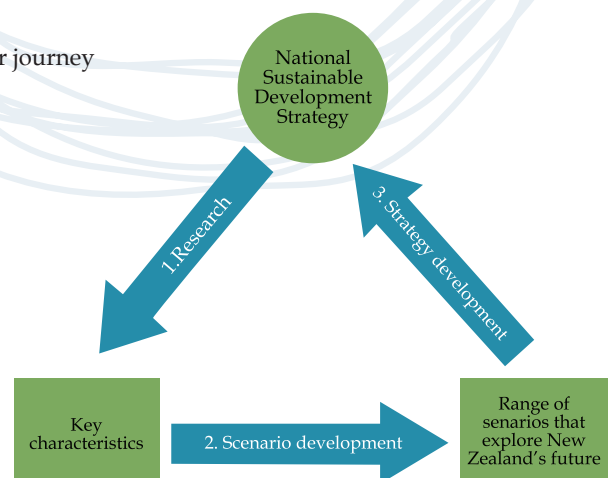 r journey
National
Sustainable
Development
Strategy
1.Research
3. Strategy development
Key
characteristics
2. Scenario development
Range of
senarios that
explore New
Zealand's future